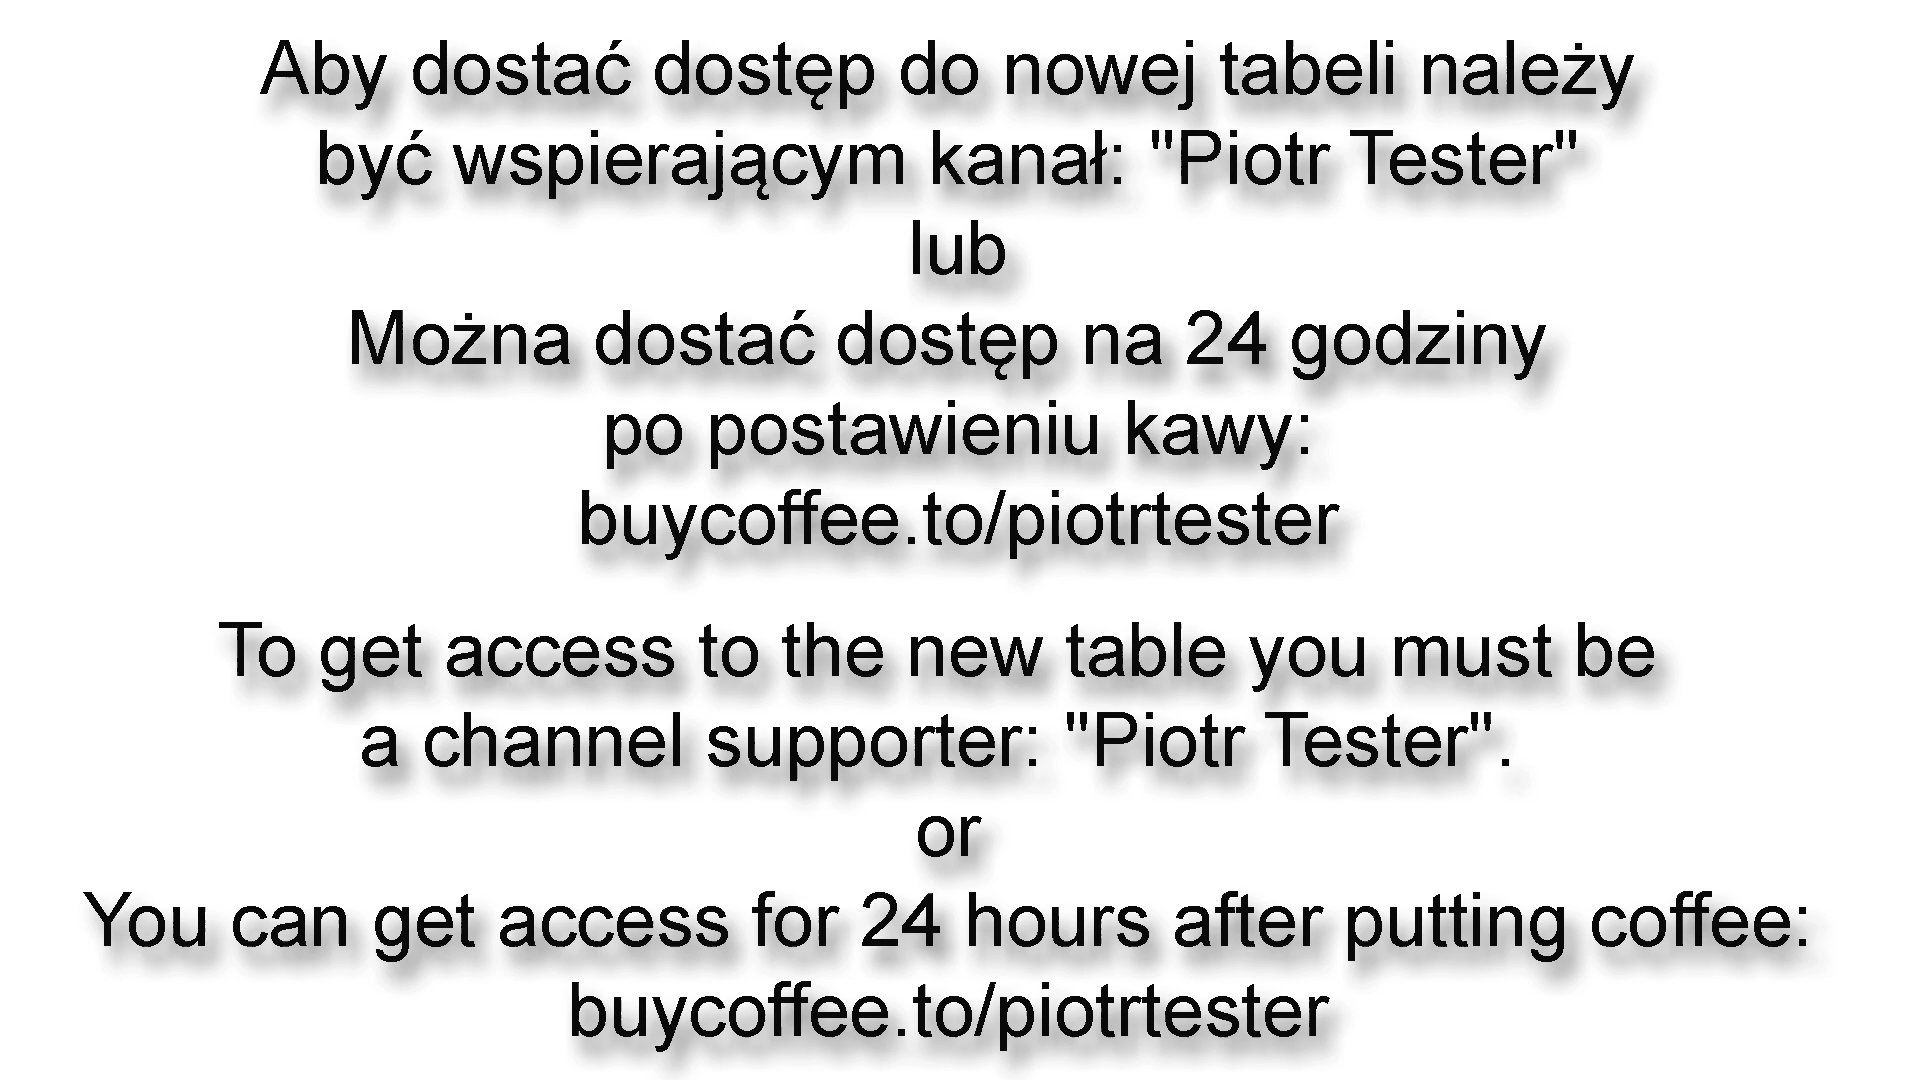 Aby dostać dostęp do nowej tabeli należy
być wspierającym kanał: "Piotr Tester"
lub
Można dostać dostęp na 24 godziny
po postawieniu kawy:
buycoffee.to/piotrtester
To get access to the new table you must be
a channel supporter: "Piotr Tester".
or
You can get access for 24 hours after putting coffee:
buycoffee.to/piotrtester